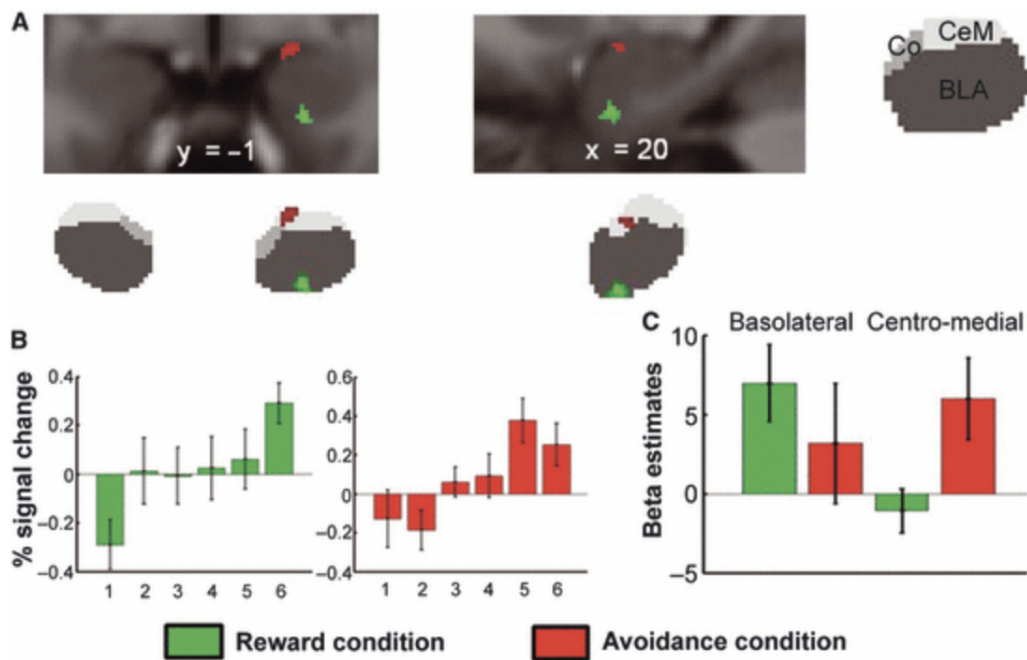 A
y = –1
x = 20
Co
CeM
BLA
B
% signal change
0.4
0.2
0
–0.2
–0.4
1 2 3 4 5 6
0.6
0.4
0.2
0
–0.2
–0.4
1 2 3 4 5 6
C
Basolateral Centro-medial
Beta estimates
10
5
0
–5
Reward condition
Avoidance condition